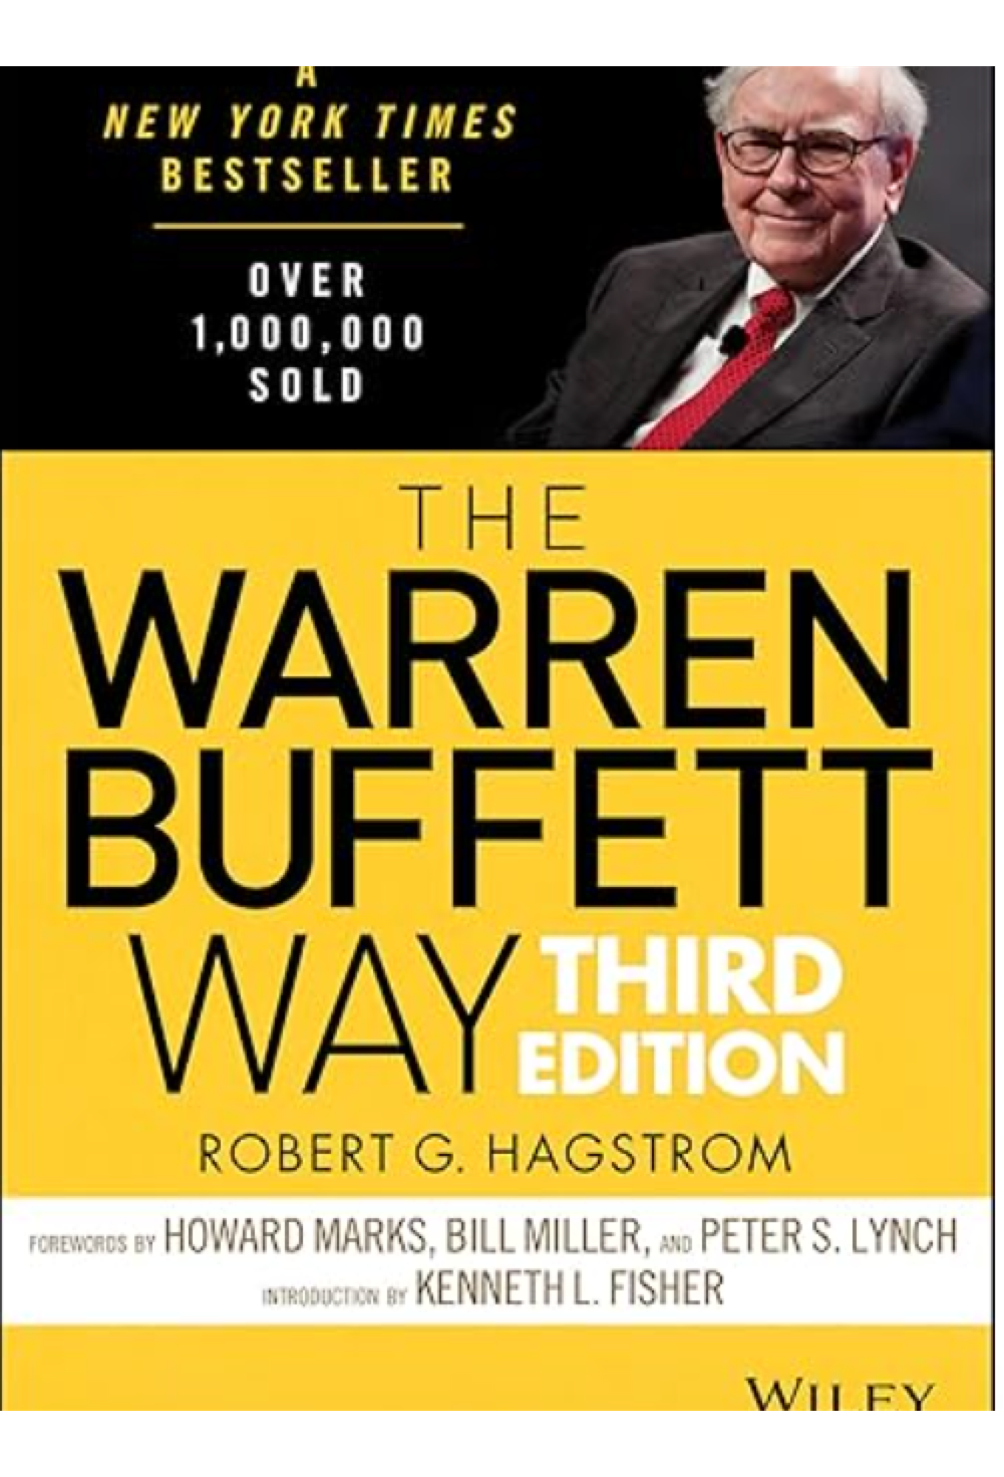 A
NEW YORK TIMES
BESTSELLER
OVER
1,000,000
SOLD
THE
WARREN
BUFFETT
WAY THIRD
EDITION
ROBERT G. HAGSTROM
FOREWORDS BY HOWARD MARKS, BILL MILLER, AND PETER S. LYNCH
INTRODUCTION BY KENNETH L. FISHER
WILEY